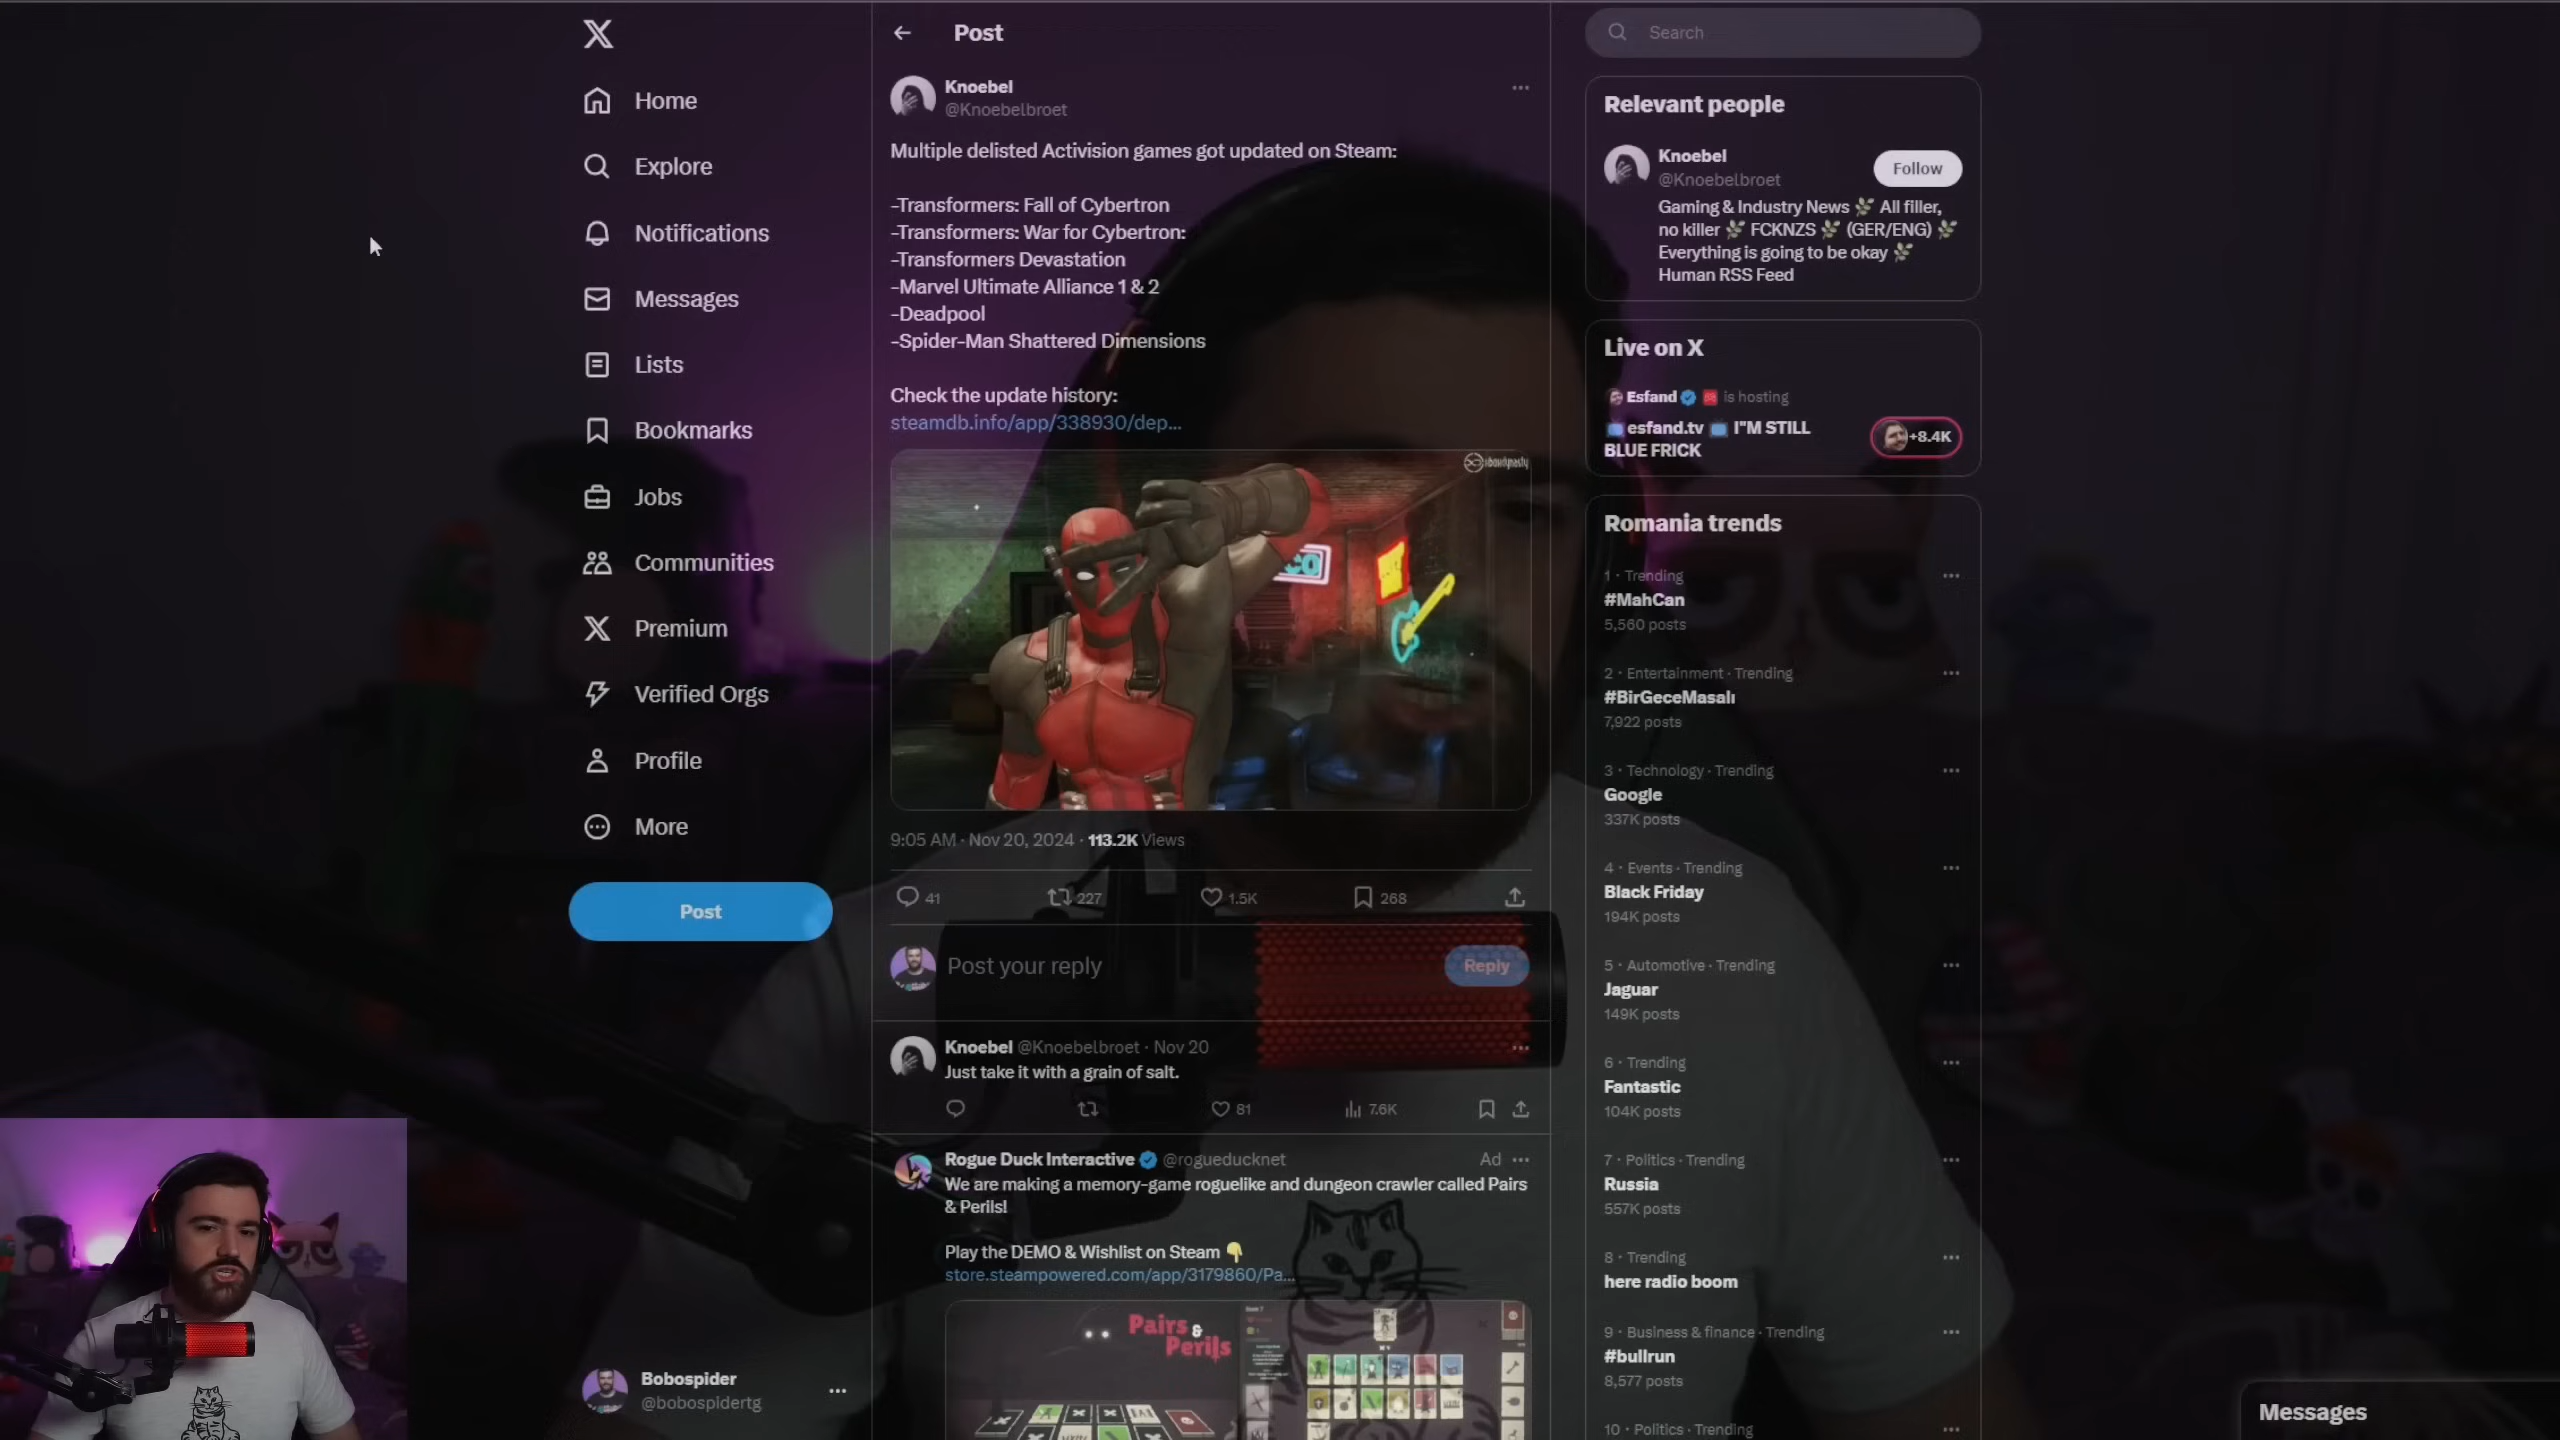 Home
Explore
Notifications
Messages
Lists
Bookmarks
Jobs
Communities
Premium
Verified Orgs
Profile
More
Post
Bobospider
@bobospidertg
Post
Knoebel
@Knoebelbroet
Multiple delisted Activision games got updated on Steam:
-Transformers: Fall of Cybertron
-Transformers: War for Cybertron:
-Transformers Devastation
-Marvel Ultimate Alliance 1 & 2
-Deadpool
-Spider-Man Shattered Dimensions
Check the update history:
steamdb.info/app/338930/dep...
9:05 AM · Nov 20, 2024 · 113.2K Views
41 227 1.5K 268
Post your reply
Reply
Knoebel @Knoebelbroet · Nov 20
Just take it with a grain of salt.
81 7.6K
Rogue Duck Interactive @rogueducknet Ad
We are making a memory-game roguelike and dungeon crawler called Pairs
& Perils!
Play the DEMO & Wishlist on Steam 👇
store.steampowered.com/app/3179860/Pa...
Pairs &
Perils
Search
Relevant people
Knoebel
@Knoebelbroet
Follow
Gaming & Industry News 🌿 All filler,
no killer 🌿 FCKNZS 🌿 (GER/ENG) 🌿
Everything is going to be okay 🌿
Human RSS Feed
Live on X
Esfand is hosting
esfand.tv I"M STILL
BLUE FRICK
+8.4K
Romania trends
1 · Trending
#MahCan
5,560 posts
2 · Entertainment · Trending
#BirGeceMasalı
7,922 posts
3 · Technology · Trending
Google
337K posts
4 · Events · Trending
Black Friday
194K posts
5 · Automotive · Trending
Jaguar
149K posts
6 · Trending
Fantastic
104K posts
7 · Politics · Trending
Russia
557K posts
8 · Trending
here radio boom
9 · Business & finance · Trending
#bullrun
8,577 posts
10 · Politics · Trending
Messages